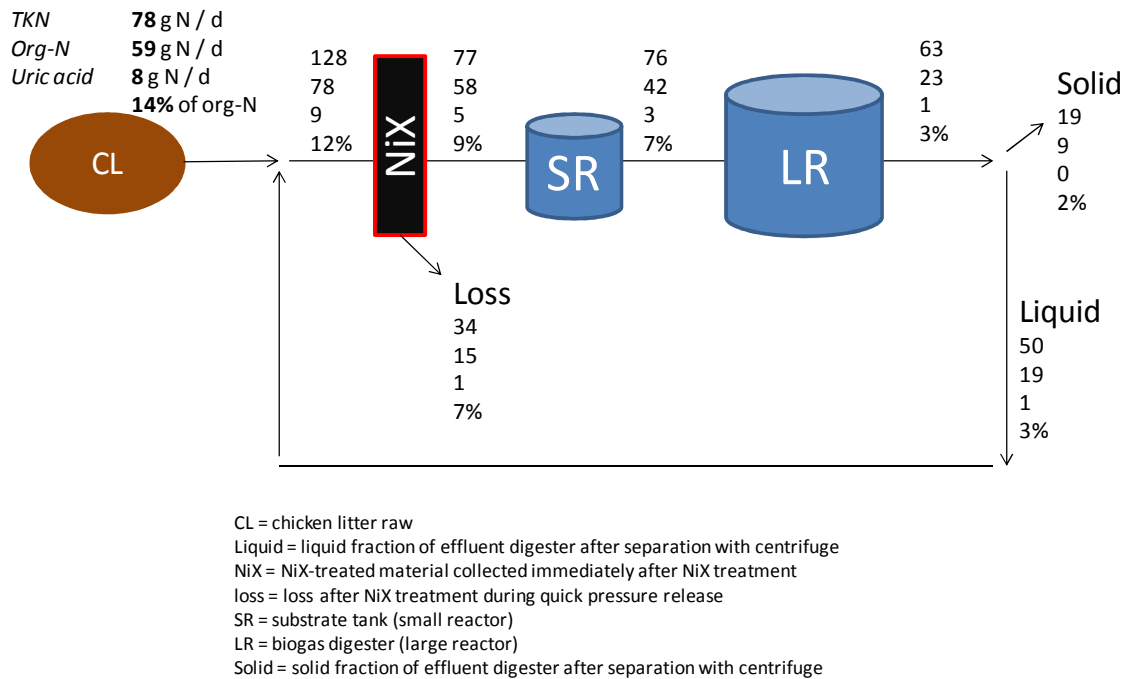 TKN 78 g N / d
Org-N 59 g N / d
Uric acid 8 g N / d
14% of org-N
CL
128
78
9
12%
NiX
77
58
5
9%
SR
76
42
3
7%
LR
63
23
1
3%
Solid
19
9
0
2%
Loss
34
15
1
7%
Liquid
50
19
1
3%
CL = chicken litter raw
Liquid = liquid fraction of effluent digester after separation with centrifuge
NiX = NiX-treated material collected immediately after NiX treatment
loss = loss after NiX treatment during quick pressure release
SR = substrate tank (small reactor)
LR = biogas digester (large reactor)
Solid = solid fraction of effluent digester after separation with centrifuge